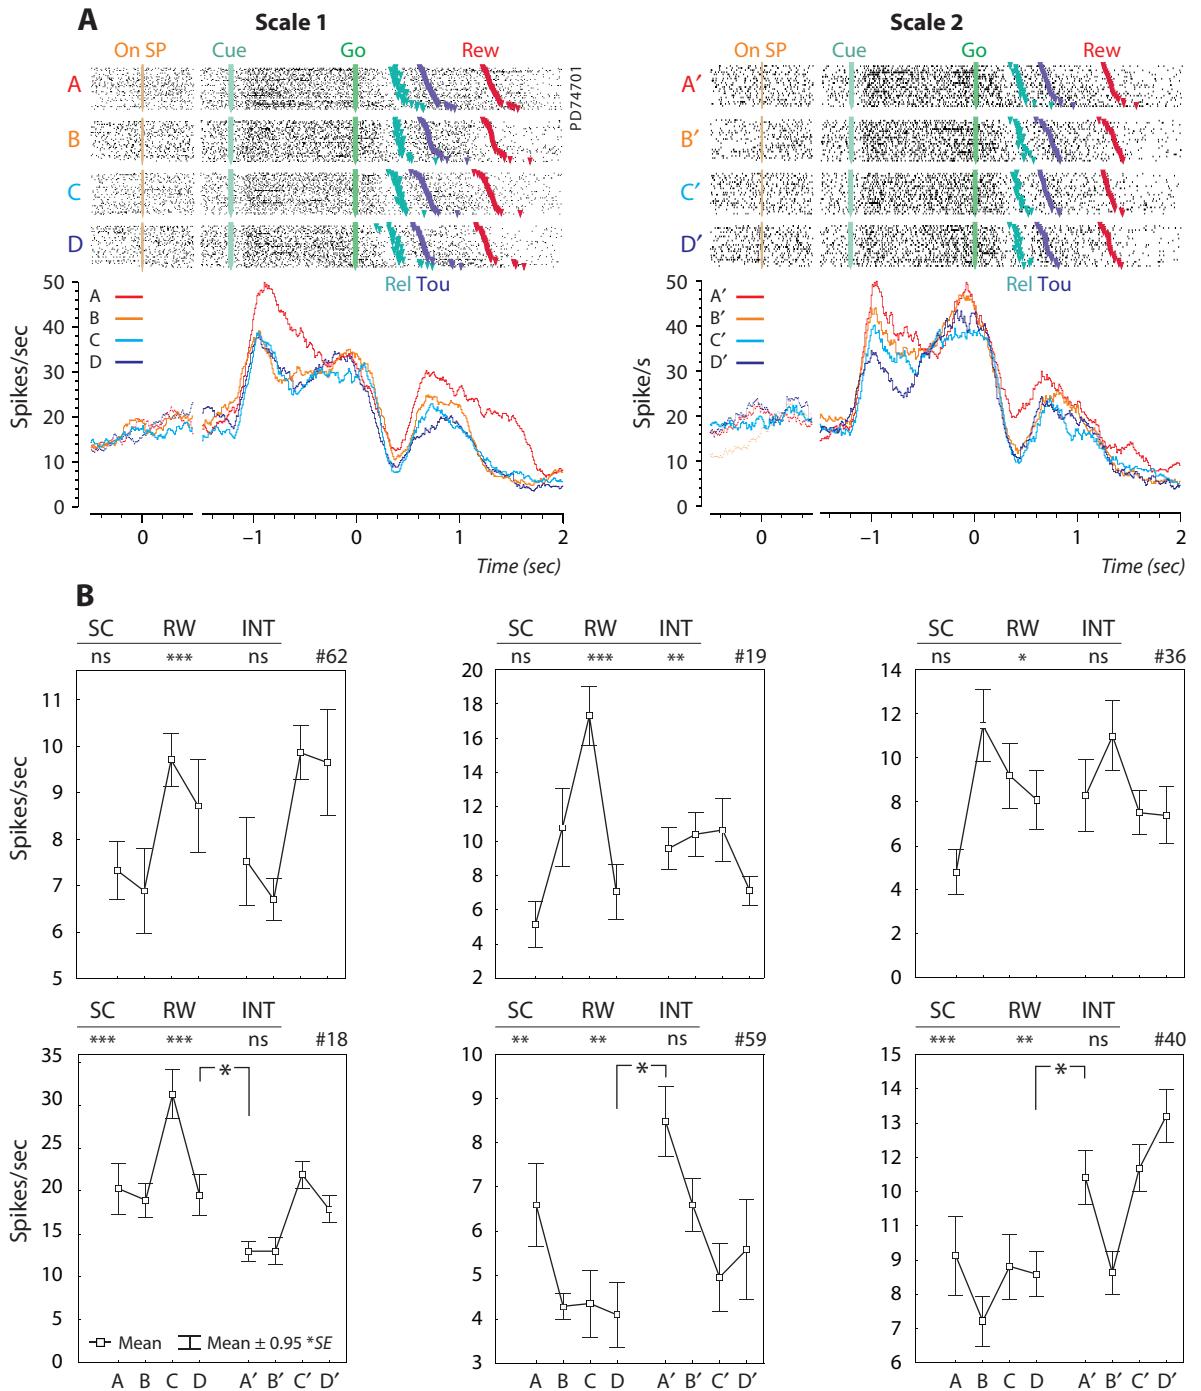 A
Scale 1
Scale 2
On SP Cue Go Rew
On SP Cue Go Rew
A
B
C
D
PD74701
A′
B′
C′
D′
Rel Tou
Rel Tou
Spikes/sec
50
40
30
20
10
0
A
B
C
D
0 −1 0 1 2
Time (sec)
Spike/s
50
40
30
20
10
0
A′
B′
C′
D′
0 −1 0 1 2
Time (sec)
B
SC RW INT
ns *** ns #62
Spikes/sec
11
10
9
8
7
6
5
SC RW INT
ns *** ** #19
20
18
16
14
12
10
8
6
4
2
SC RW INT
ns * ns #36
14
12
10
8
6
4
2
0
SC RW INT
*** *** ns #18
Spikes/sec
35
30
25
20
15
10
5
0
*
Mean Mean ± 0.95 *SE
A B C D A′ B′ C′ D′
SC RW INT
** ** ns #59
10
9
8
7
6
5
4
3
*
A B C D A′ B′ C′ D′
SC RW INT
*** ** ns #40
15
14
13
10
11
9
8
7
6
*
A B C D A′ B′ C′ D′